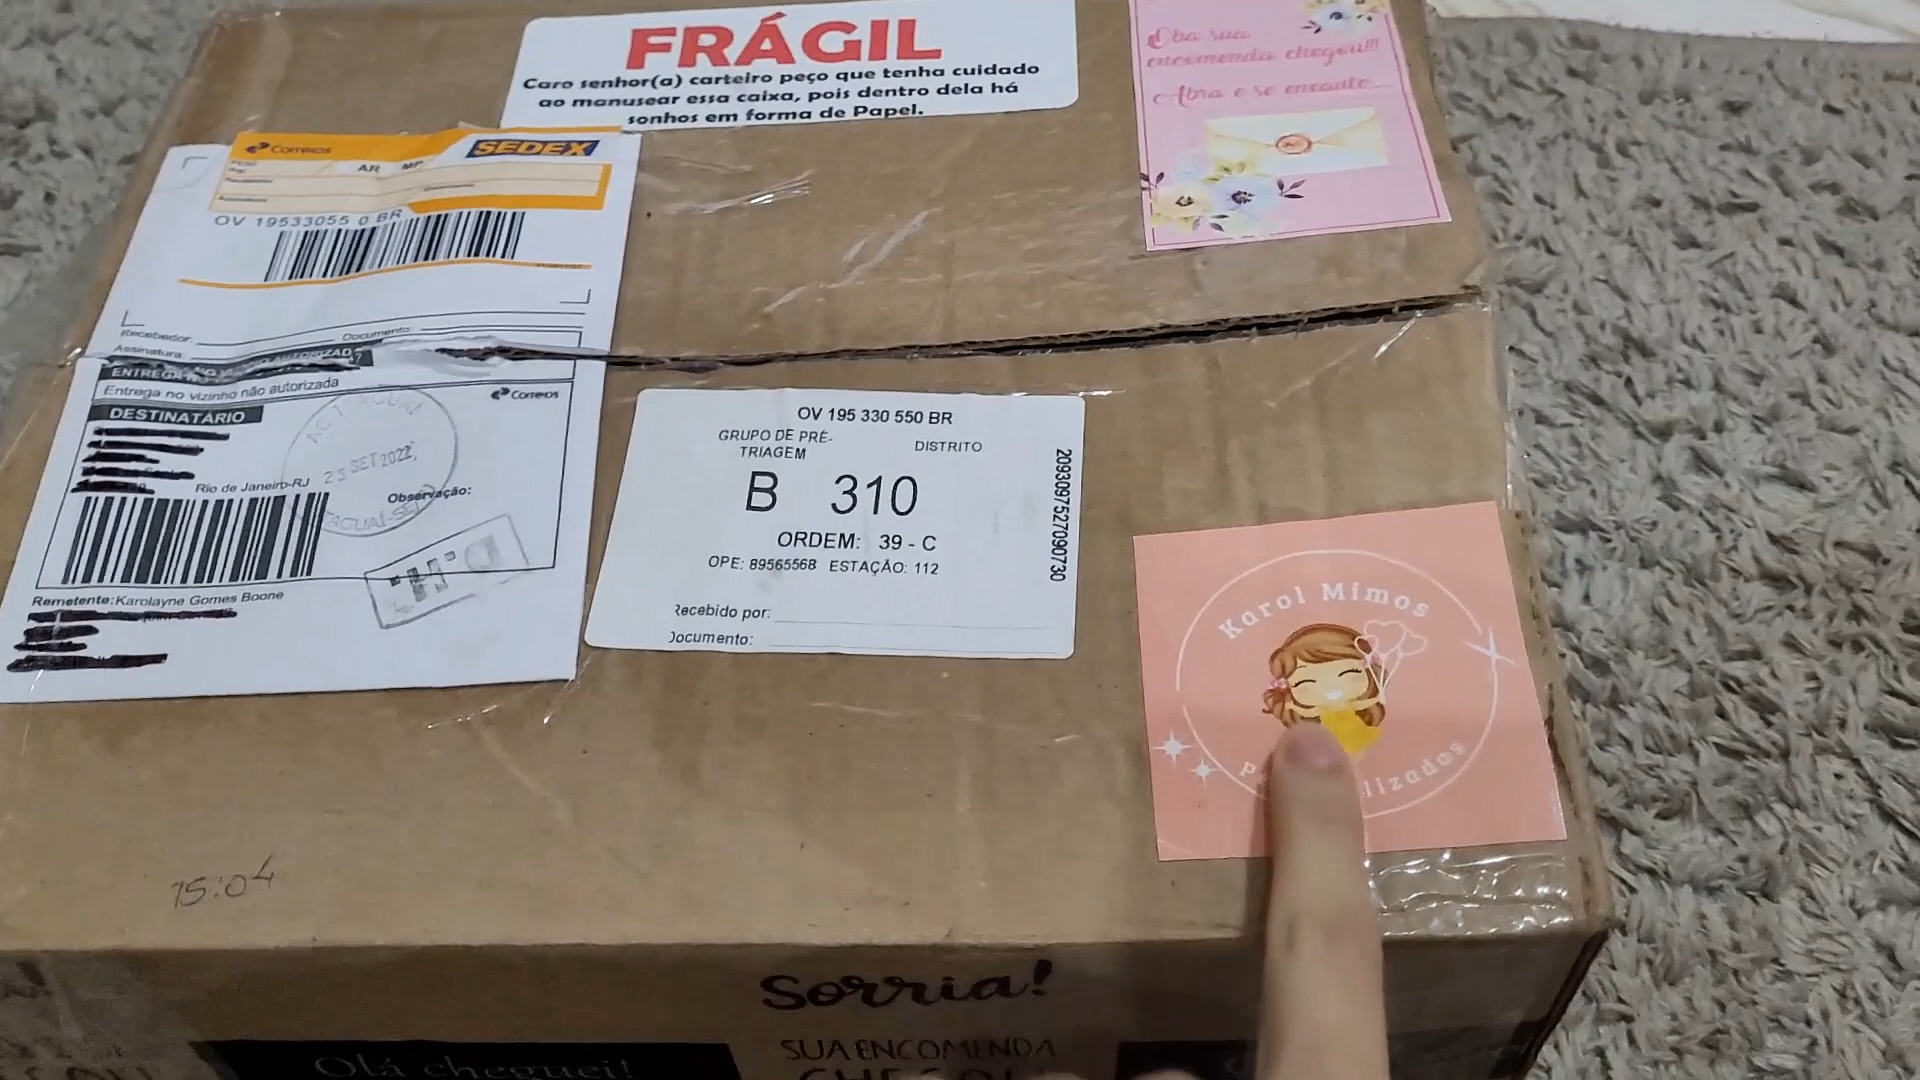 FRÁGIL
Caro senhor(a) carteiro peço que tenha cuidado
ao manusear essa caixa, pois dentro dela há
sonhos em forma de Papel.
Oba sua
encomenda chegou!!!
Abra e se encante...
Correios
SEDEX
AR MP
OV 19533055 0 BR
Recebedor:
Documento:
Assinatura
Entrega no vizinho não autorizada
Correios
DESTINATÁRIO
Rio de Janeiro-RJ
Observação:
SET 2022
Remetente: Karolayne Gomes Boone
OV 195 330 550 BR
GRUPO DE PRÉ-
TRIAGEM
DISTRITO
B 310
ORDEM: 39 - C
OPE: 89565568 ESTAÇÃO: 112
Recebido por:
Documento:
2093097527090730
Karol Mimos
15:04
Sorria!
SUA ENCOMENDA
Olá cheguei!